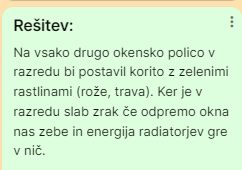 Rešitev:
Na vsako drugo okensko polico v
razredu bi postavil korito z zelenimi
rastlinami (rože, trava). Ker je v
razredu slab zrak če odpremo okna
nas zebe in energija radiatorjev gre
v nič.